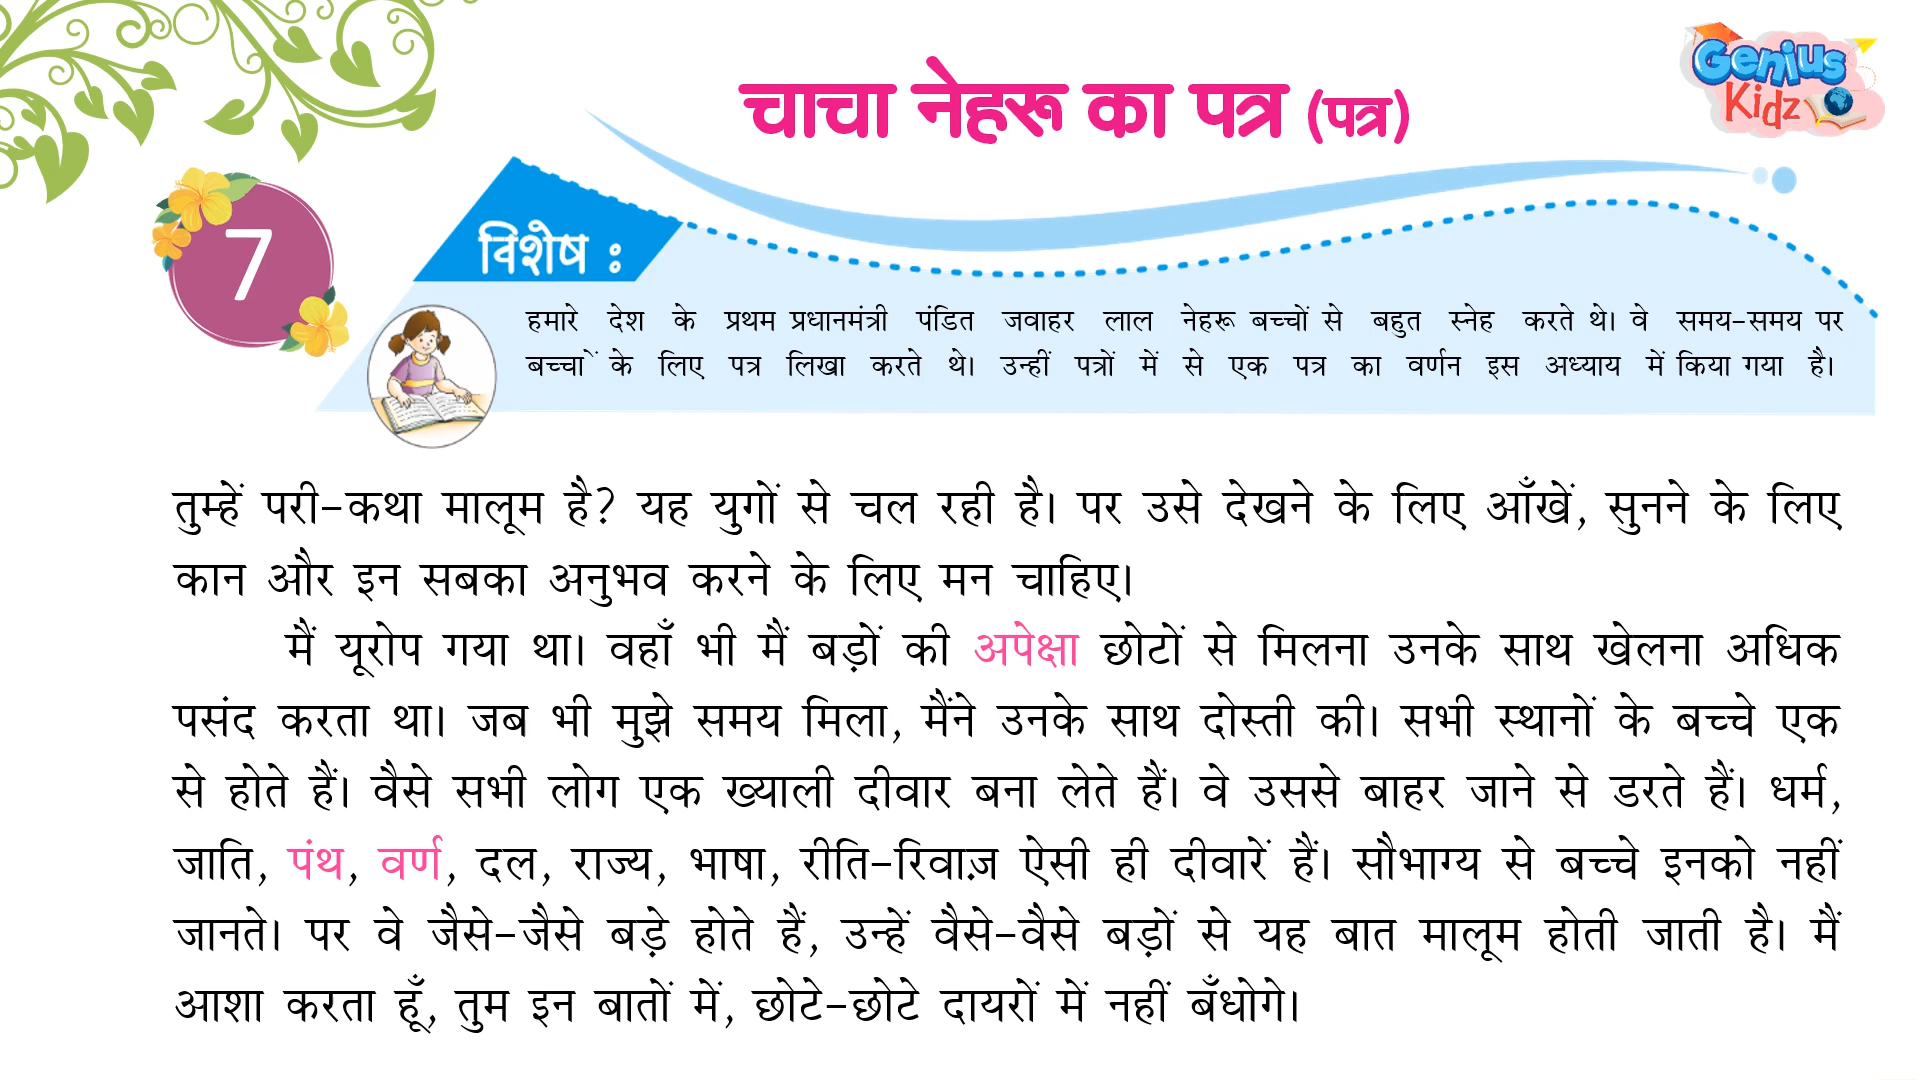 Genius
Kidz
चाचा नेहरू का पत्र (पत्र)
7
विशेष :
हमारे देश के प्रथम प्रधानमंत्री पंडित जवाहर लाल नेहरू बच्चों से बहुत स्नेह करते थे। वे समय-समय पर
बच्चों के लिए पत्र लिखा करते थे। उन्हीं पत्रों में से एक पत्र का वर्णन इस अध्याय में किया गया है।
तुम्हें परी-कथा मालूम है? यह युगों से चल रही है। पर उसे देखने के लिए आँखें, सुनने के लिए
कान और इन सबका अनुभव करने के लिए मन चाहिए।
मैं यूरोप गया था। वहाँ भी मैं बड़ों की अपेक्षा छोटों से मिलना उनके साथ खेलना अधिक
पसंद करता था। जब भी मुझे समय मिला, मैंने उनके साथ दोस्ती की। सभी स्थानों के बच्चे एक
से होते हैं। वैसे सभी लोग एक ख्याली दीवार बना लेते हैं। वे उससे बाहर जाने से डरते हैं। धर्म,
जाति, पंथ, वर्ण, दल, राज्य, भाषा, रीति-रिवाज़ ऐसी ही दीवारें हैं। सौभाग्य से बच्चे इनको नहीं
जानते। पर वे जैसे-जैसे बड़े होते हैं, उन्हें वैसे-वैसे बड़ों से यह बात मालूम होती जाती है। मैं
आशा करता हूँ, तुम इन बातों में, छोटे-छोटे दायरों में नहीं बँधोगे।